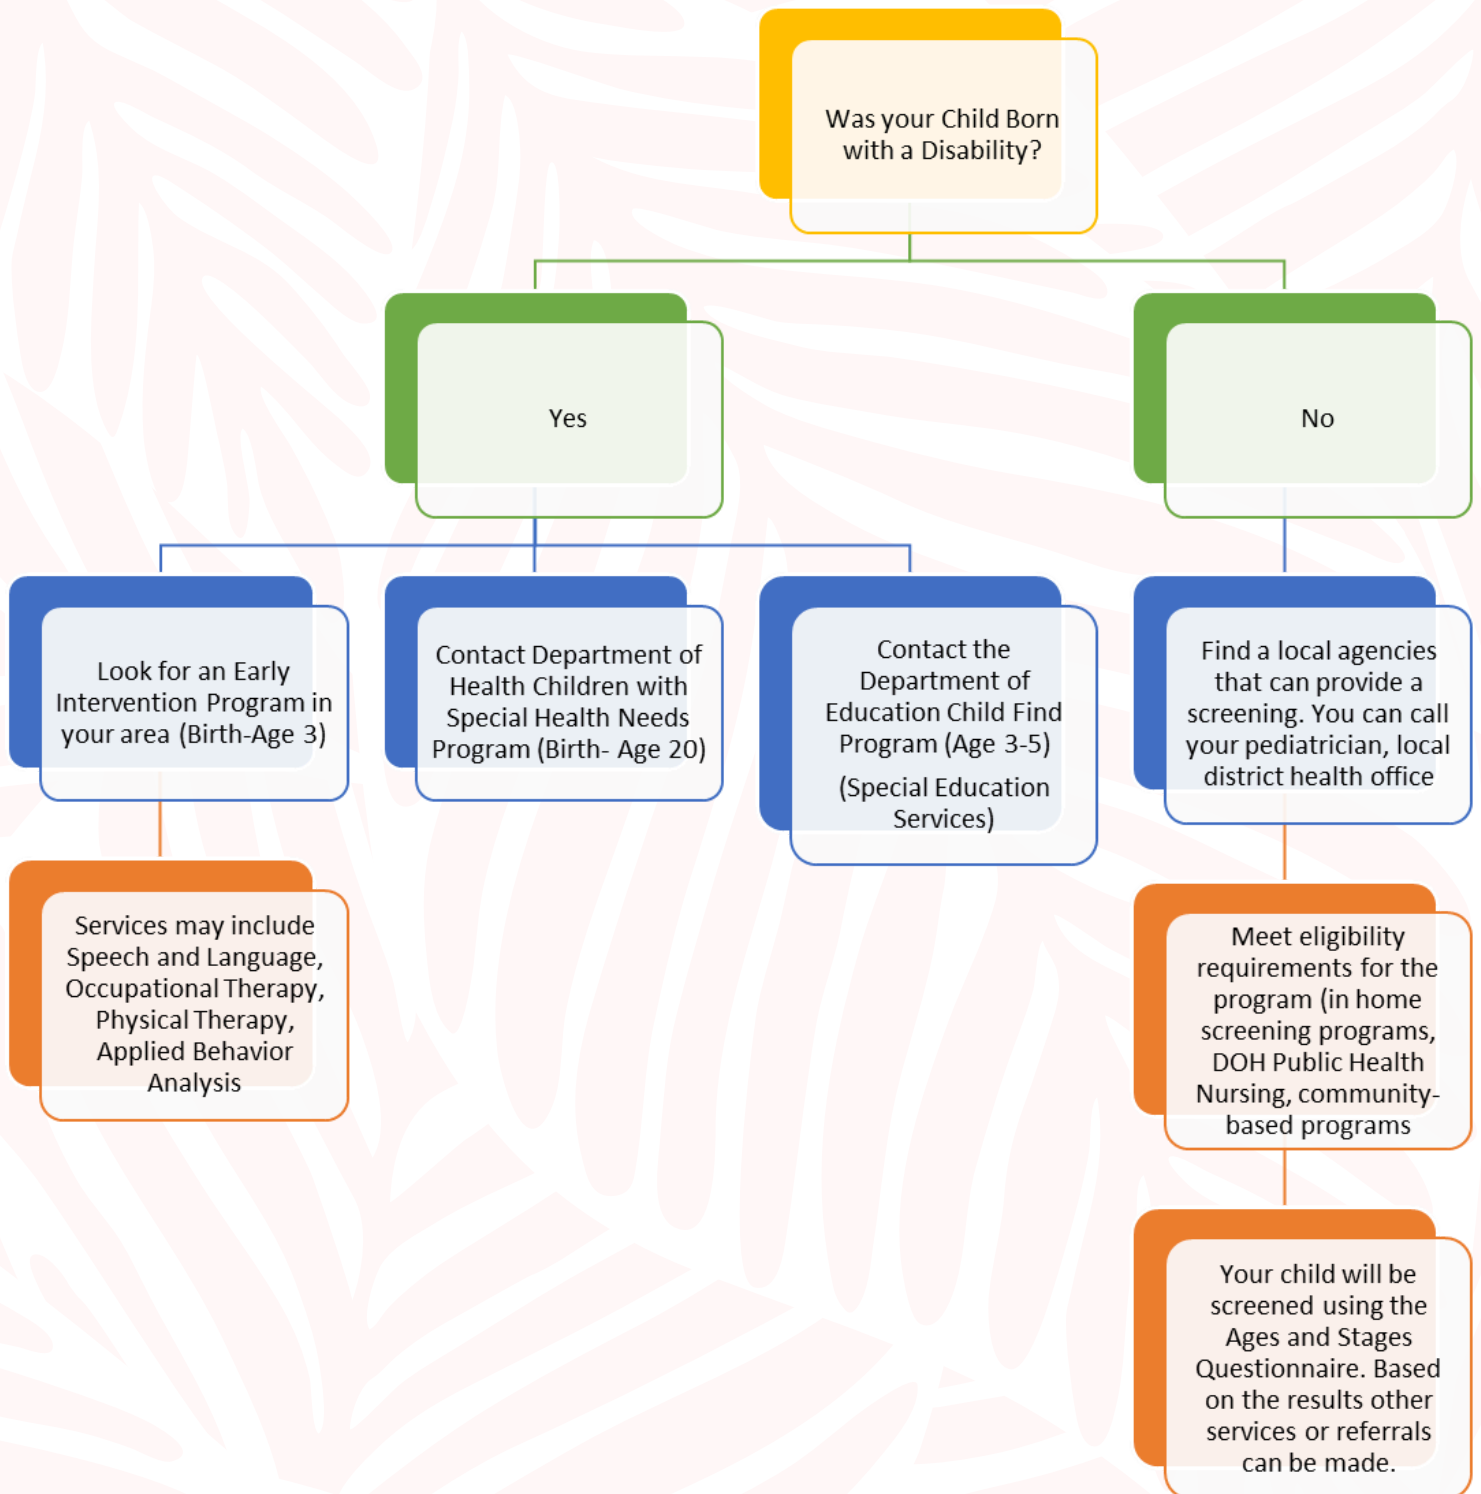 Was your Child Born
with a Disability?
Yes
No
Look for an Early
Intervention Program in
your area (Birth-Age 3)
Contact Department of
Health Children with
Special Health Needs
Program (Birth- Age 20)
Contact the
Department of
Education Child Find
Program (Age 3-5)
(Special Education
Services)
Find a local agencies
that can provide a
screening. You can call
your pediatrician, local
district health office
Services may include
Speech and Language,
Occupational Therapy,
Physical Therapy,
Applied Behavior
Analysis
Meet eligibility
requirements for the
program (in home
screening programs,
DOH Public Health
Nursing, community-
based programs
Your child will be
screened using the
Ages and Stages
Questionnaire. Based
on the results other
services or referrals
can be made.